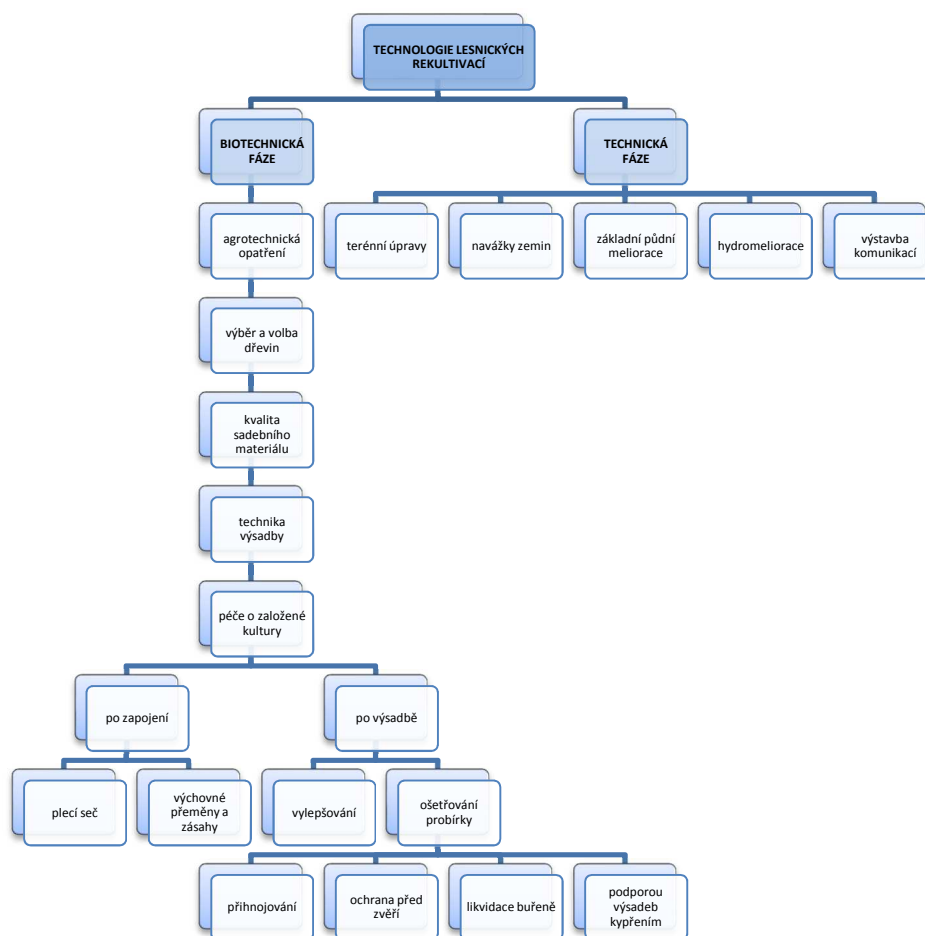 TECHNOLOGIE LESNICKÝCH
REKULTIVACÍ
BIOTECHNICKÁ
FÁZE
TECHNICKÁ
FÁZE
agrotechnická
opatření
terénní úpravy
navážky zemin
základní půdní
meliorace
hydromeliorace
výstavba
komunikací
výběr a volba
dřevin
kvalita
sadebního
materiálu
technika
výsadby
péče o založené
kultury
po zapojení
po výsadbě
plecí seč
výchovné
přeměny a
zásahy
vylepšování
ošetřování
probírky
přihnojování
ochrana před
zvěří
likvidace buřeně
podporou
výsadeb
kypřením